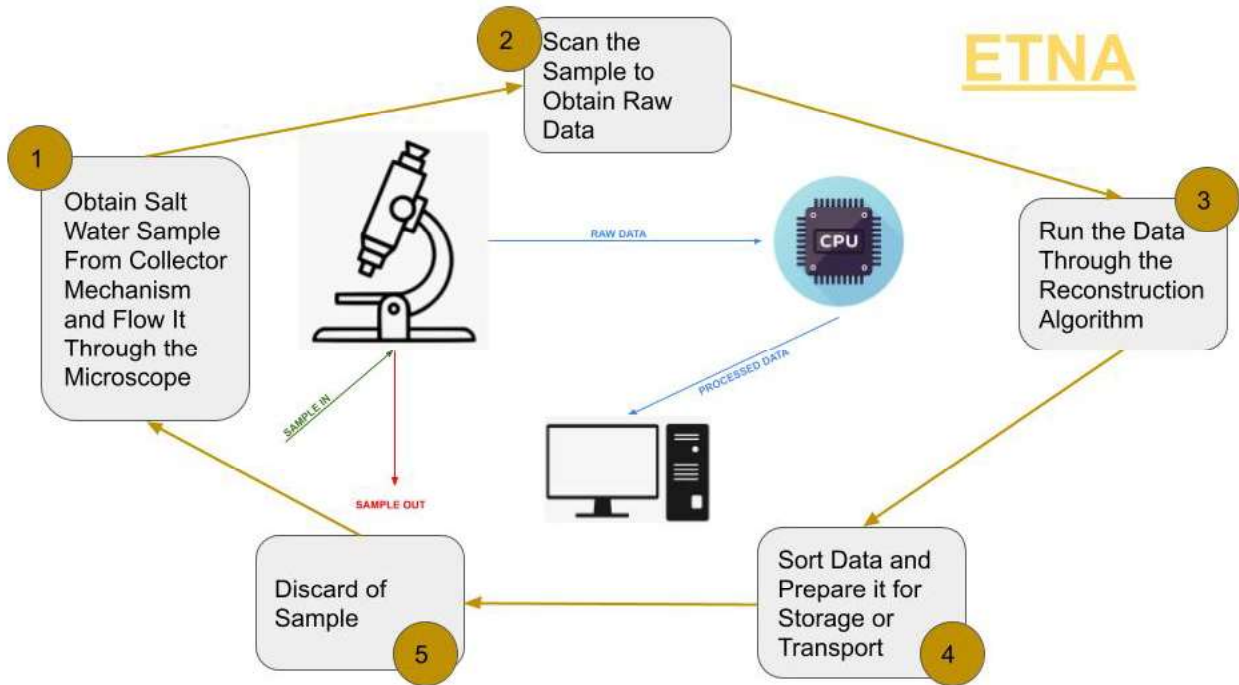 ETNA
1
Obtain Salt
Water Sample
From Collector
Mechanism
and Flow It
Through the
Microscope
2
Scan the
Sample to
Obtain Raw
Data
3
Run the Data
Through the
Reconstruction
Algorithm
4
Sort Data and
Prepare it for
Storage or
Transport
5
Discard of
Sample
RAW DATA
CPU
PROCESSED DATA
SAMPLE IN
SAMPLE OUT